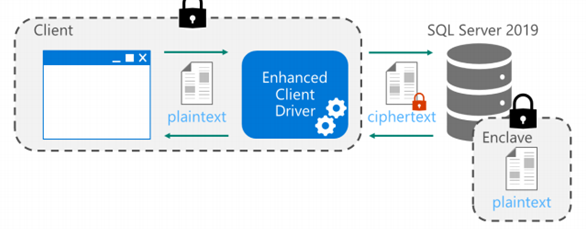 Client
SQL Server 2019
Enhanced
Client
Driver
plaintext
ciphertext
Enclave
plaintext